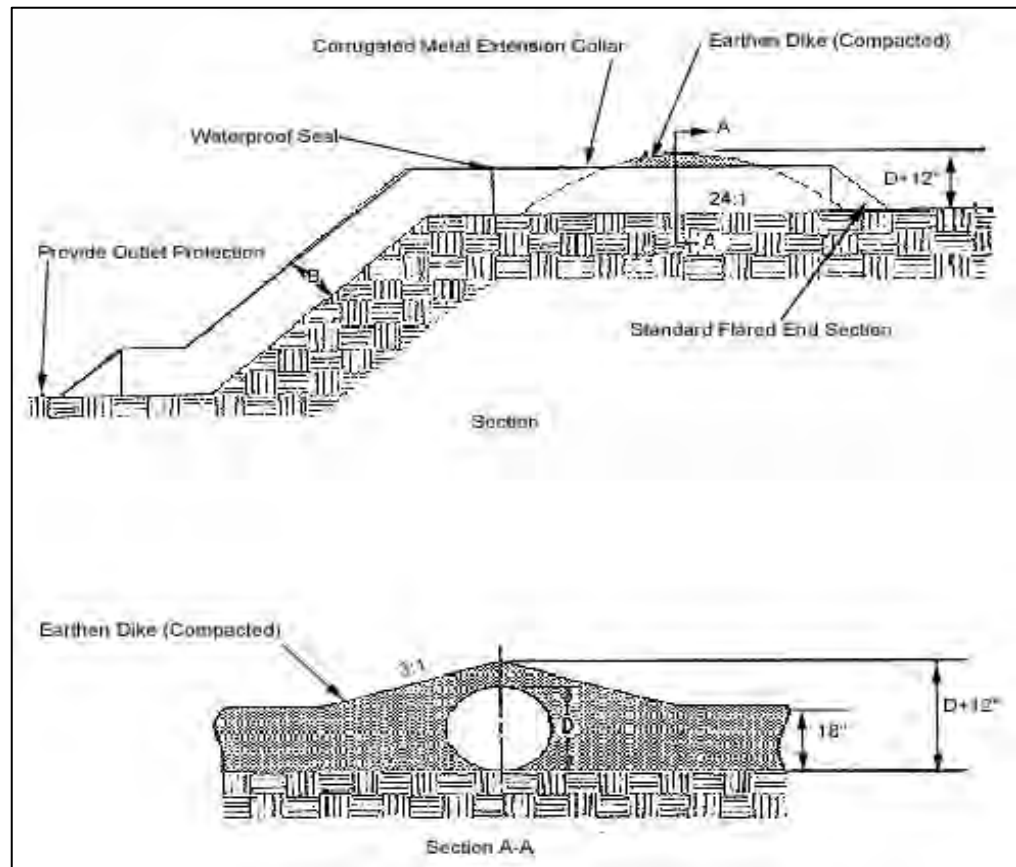 Corrugated Metal Extension Collar
Earthen Dike (Compacted)
Waterproof Seal
A
D+12"
24:1
A
Provide Outlet Protection
Standard Flared End Section
Section
Earthen Dike (Compacted)
3:1
D
D+12"
18"
Section A-A